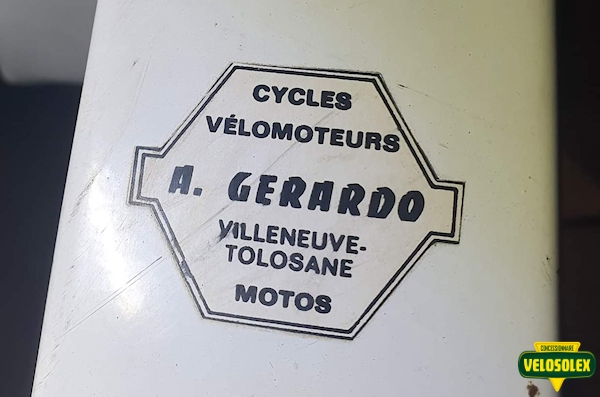 CYCLES
VÉLOMOTEURS
A. GERARDO
VILLENEUVE-
TOLOSANE
MOTOS
CONCESSIONNAIRE
VELOSOLEX